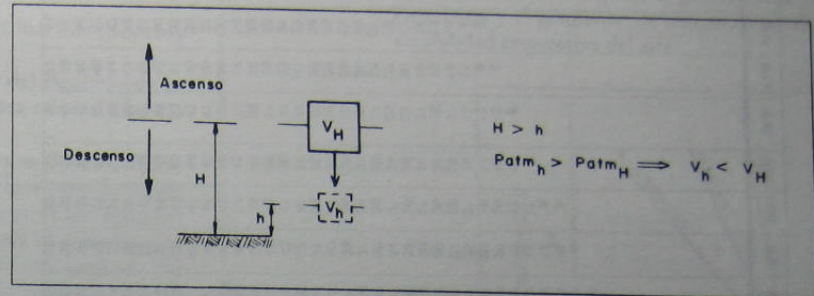 Ascenso
Descenso
H
h
V_H
V_h
H > h
Patm_h > Patm_H ⟹ V_h < V_H